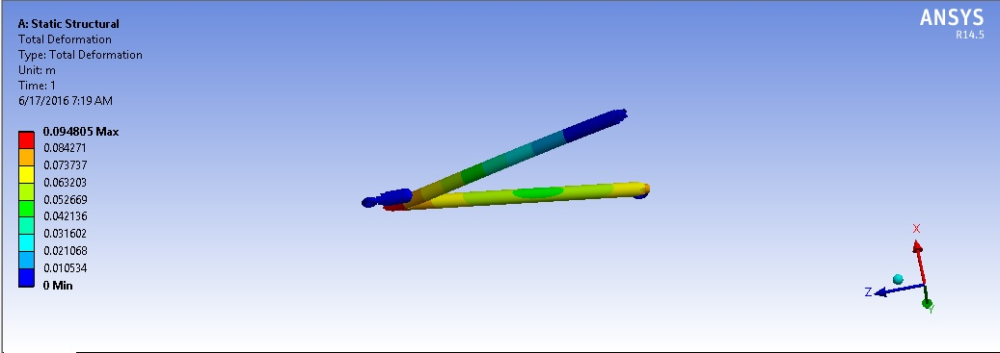 A: Static Structural
Total Deformation
Type: Total Deformation
Unit: m
Time: 1
6/17/2016 7:19 AM
ANSYS
R14.5
0.094805 Max
0.084271
0.073737
0.063203
0.052669
0.042136
0.031602
0.021068
0.010534
0 Min
X
Z
Y